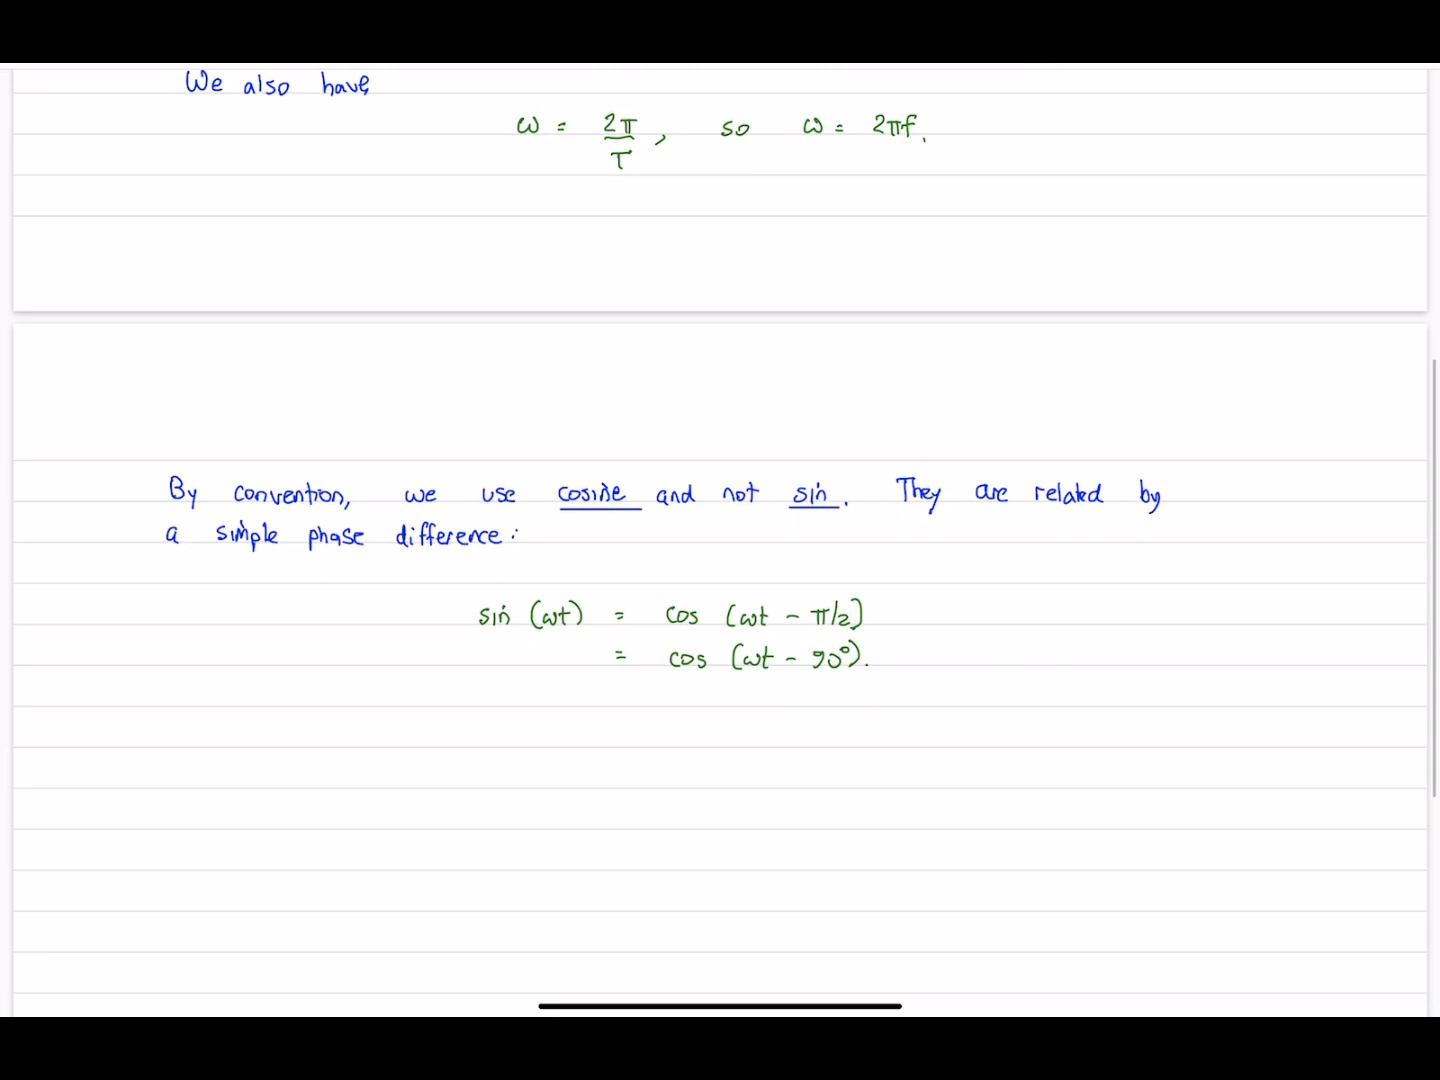 We also have,
ω = 2π/T, so ω = 2πf.
By convention, we use cosine and not sin. They are related by
a simple phase difference:
sin (ωt) = cos (ωt - π/2)
= cos (ωt - 90°).